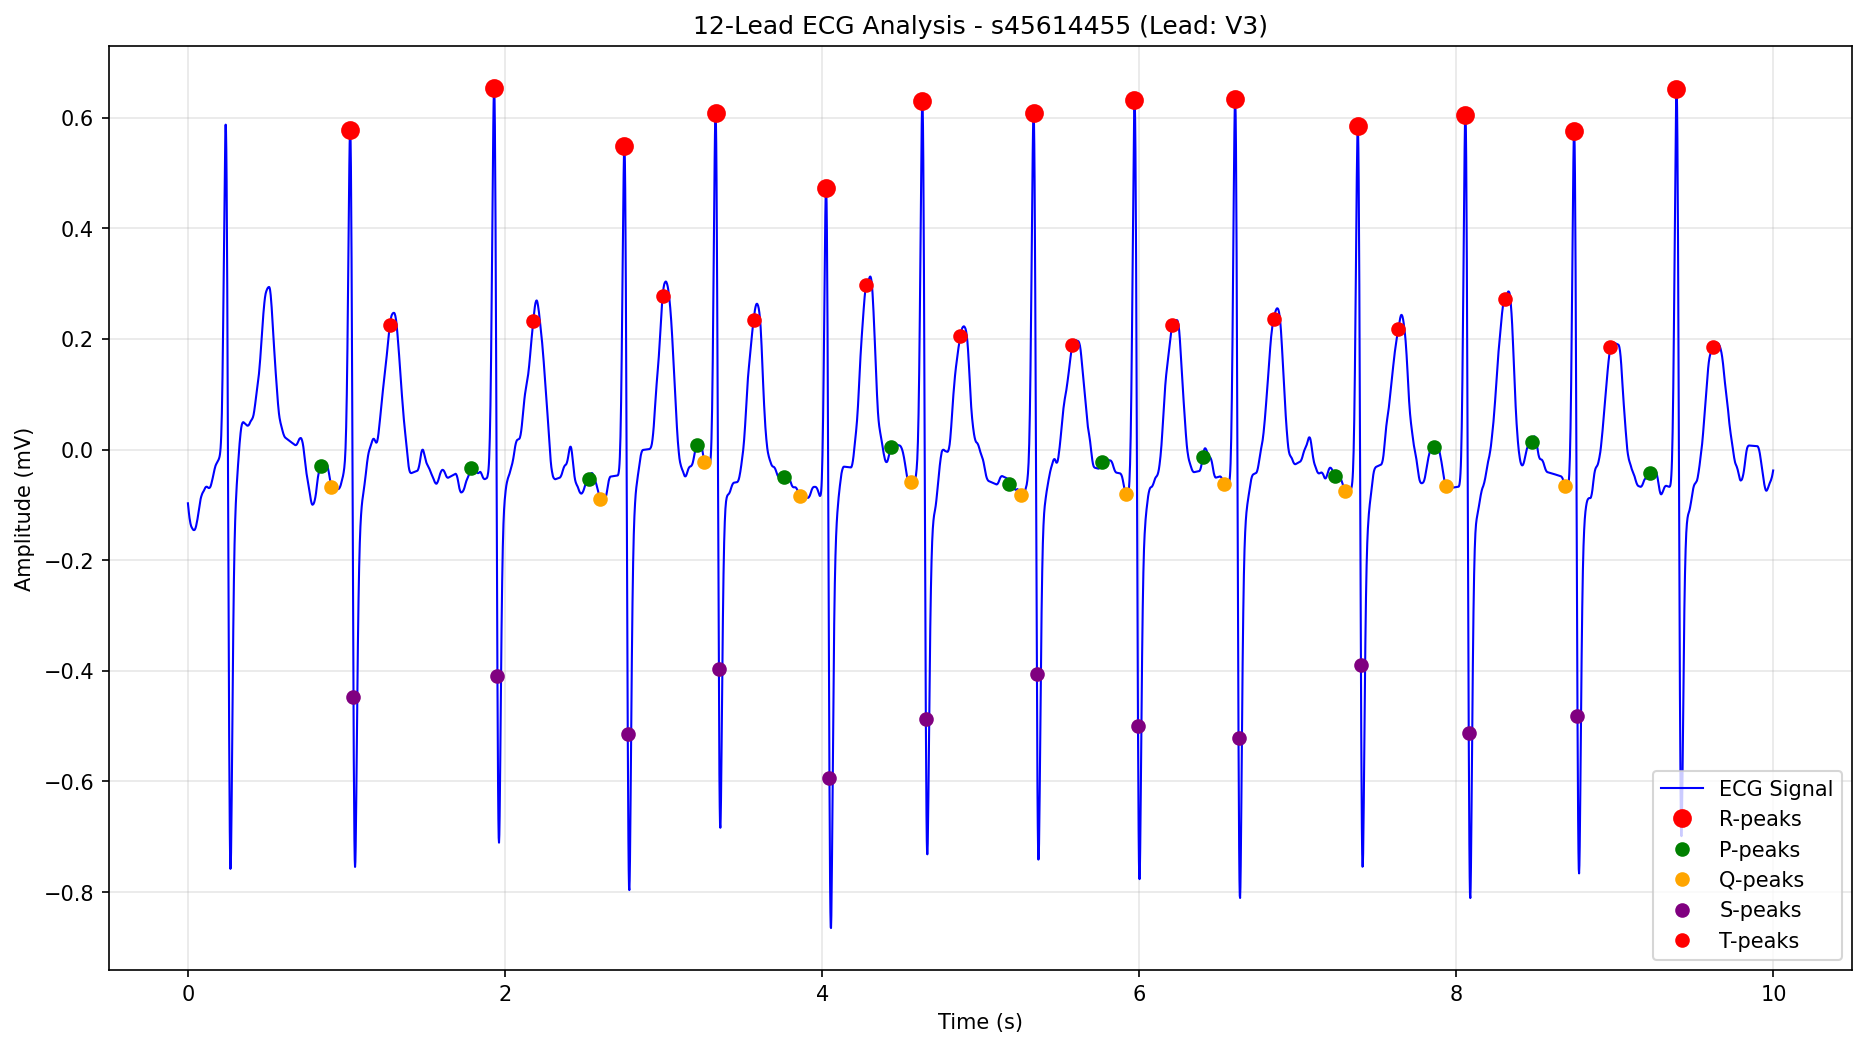 12-Lead ECG Analysis - s45614455 (Lead: V3)
Amplitude (mV)
0.6
0.4
0.2
0.0
−0.2
−0.4
−0.6
−0.8
0 2 4 6 8 10
Time (s)
ECG Signal
R-peaks
P-peaks
Q-peaks
S-peaks
T-peaks